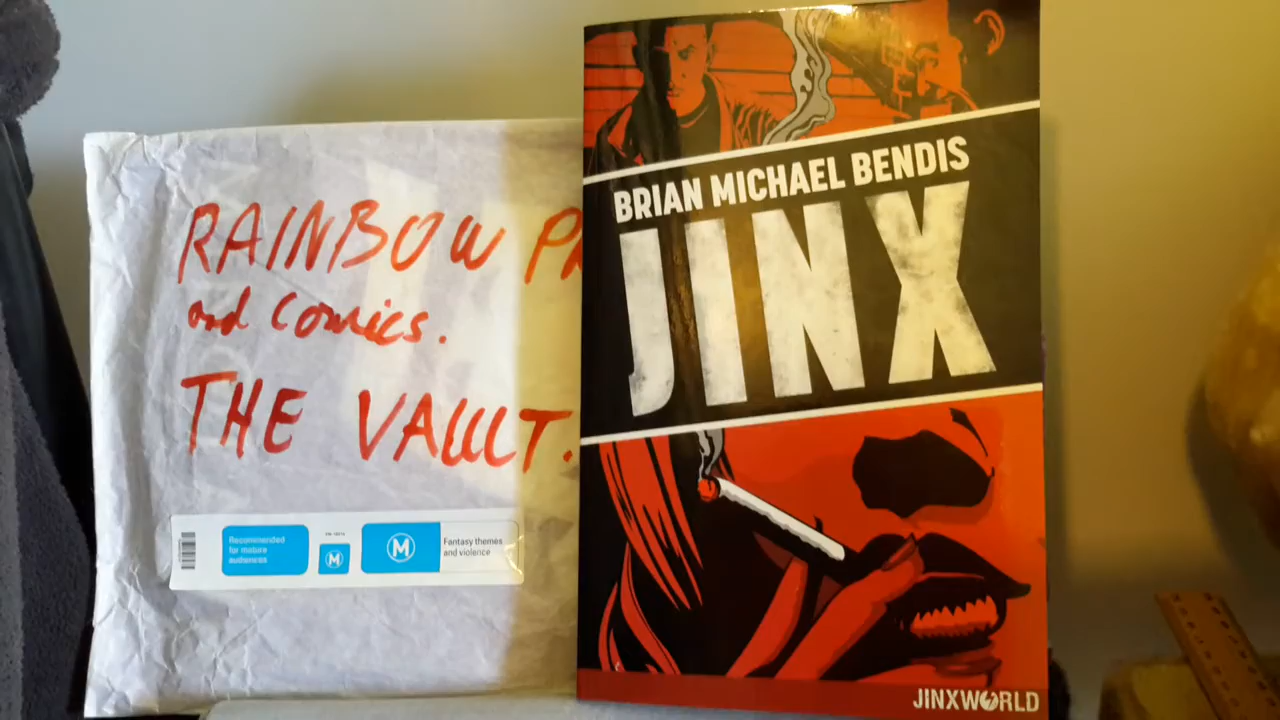 RAINBOW
and Comics.
THE VAULT.
Recommended
for mature
audiences
M
M
Fantasy themes
and violence
BRIAN MICHAEL BENDIS
JINX
JINXWORLD